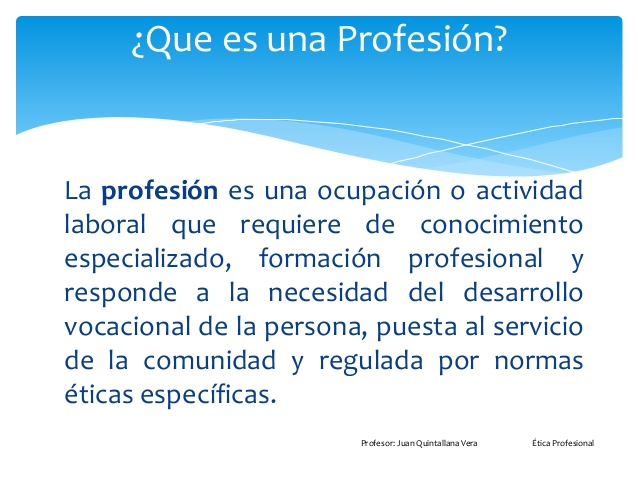 ¿Que es una Profesión?
La profesión es una ocupación o actividad
laboral que requiere de conocimiento
especializado, formación profesional y
responde a la necesidad del desarrollo
vocacional de la persona, puesta al servicio
de la comunidad y regulada por normas
éticas específicas.
Profesor: Juan Quintallana Vera Ética Profesional